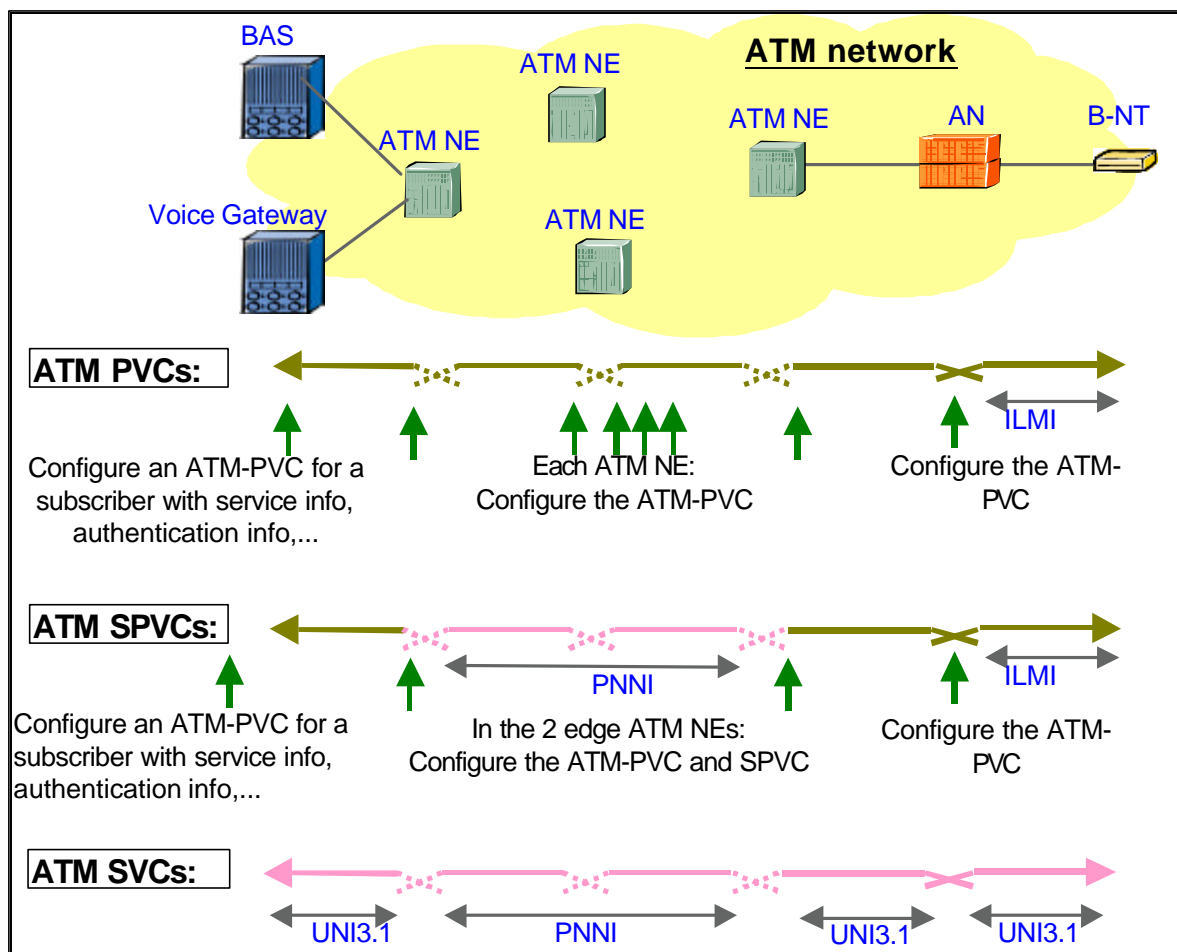 BAS
ATM network
ATM NE
ATM NE
ATM NE
AN
B-NT
Voice Gateway
ATM NE
ATM PVCs:
ILMI
Configure an ATM-PVC for a
subscriber with service info,
authentication info,...
Each ATM NE:
Configure the ATM-PVC
Configure the ATM-
PVC
ATM SPVCs:
PNNI
ILMI
Configure an ATM-PVC for a
subscriber with service info,
authentication info,...
In the 2 edge ATM NEs:
Configure the ATM-PVC and SPVC
Configure the ATM-
PVC
ATM SVCs:
UNI3.1
PNNI
UNI3.1
UNI3.1